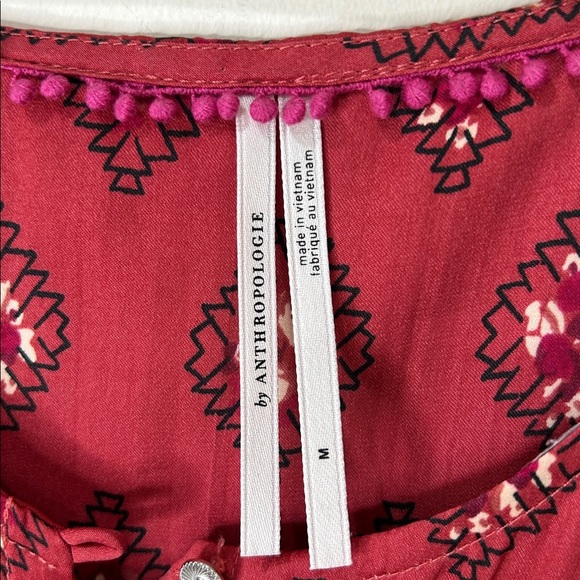 by ANTHROPOLOGIE
made in vietnam
fabriqué au vietnam
M